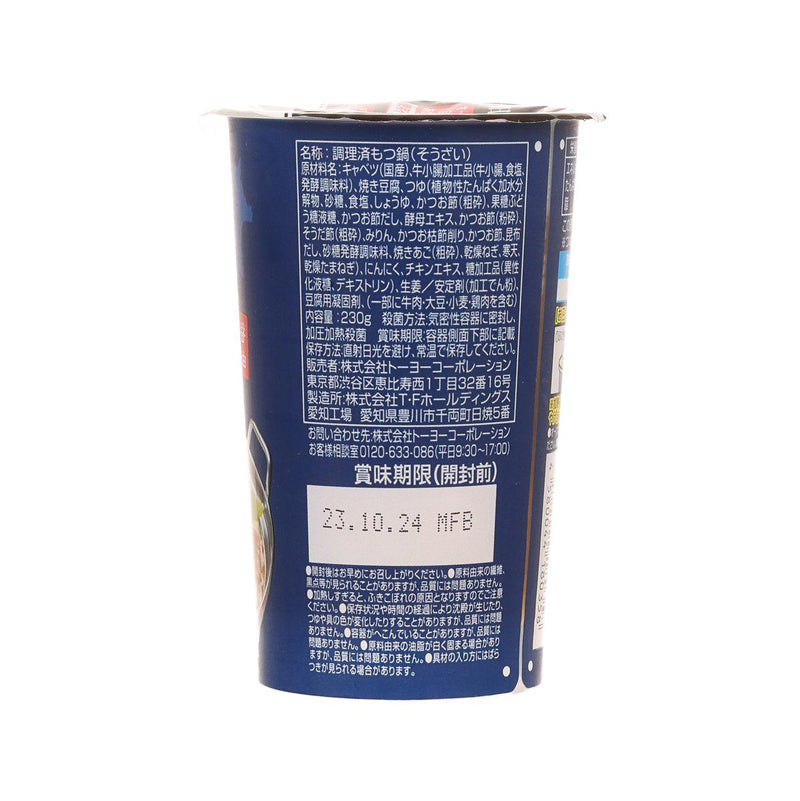 名称:調理済もつ鍋(そうざい)
原材料名:キャベツ(国産)、牛小腸加工品(牛小腸、食塩、
発酵調味料)、焼き豆腐、つゆ(植物性たんぱく加水分
解物、砂糖、食塩、しょうゆ、かつお節(粗砕)、果糖ぶど
う糖液糖、かつお節だし、酵母エキス、かつお節(粉砕)、
そうだ節(粗砕)、みりん、かつお枯節削り、かつお節、昆布
だし、砂糖発酵調味料、焼きあご(粗砕)、乾燥ねぎ、寒天、
乾燥たまねぎ)、にんにく、チキンエキス、糖加工品(異性
化液糖、デキストリン)、生姜/安定剤(加工でん粉)、
豆腐用凝固剤、(一部に牛肉・大豆・小麦・鶏肉を含む)
内容量:230g 殺菌方法:気密性容器に密封し、
加圧加熱殺菌 賞味期限:容器側面下部に記載
保存方法:直射日光を避け、常温で保存してください。
販売者:株式会社トーヨーコーポレーション
東京都渋谷区恵比寿西1丁目32番16号
製造所:株式会社T・Fホールディングス
愛知工場 愛知県豊川市千両町日焼5番
お問い合わせ先:株式会社トーヨーコーポレーション
お客様相談室0120-633-086(平日9:30~17:00)
賞味期限(開封前)
23.10.24 MFB
●開封後はお早めにお召し上がりください。●原料由来の繊維、
黒点等が見られることがありますが、品質には問題ありません。
●加熱しすぎると、ふきこぼれの原因となりますのでご注意
ください。●保存状況や時間の経過により沈殿が生じたり、
つゆや具の色が変化したりすることがありますが、品質には問題
ありません。●容器がへこんでいることがありますが、品質には
問題ありません。●原料由来の油脂が白く固まる場合があり
ますが、品質には問題ありません。●具材の入り方にはばら
つきが見られる場合があります。